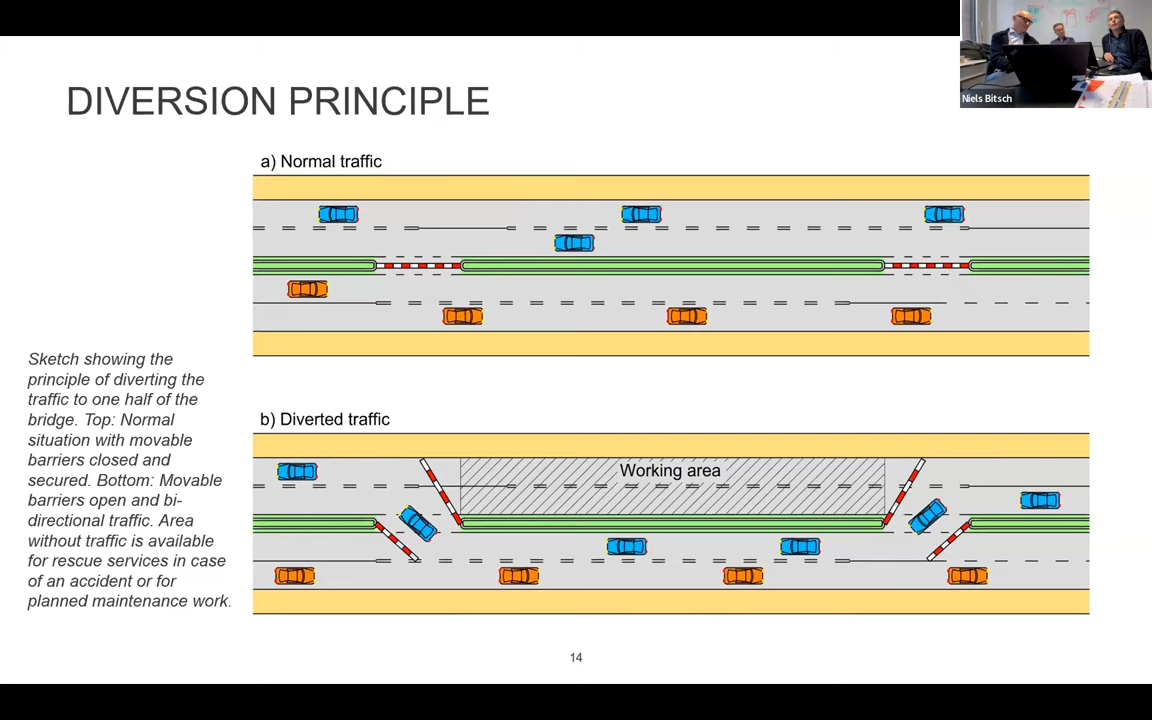 Niels Bitsch
DIVERSION PRINCIPLE
a) Normal traffic
Sketch showing the
principle of diverting the
traffic to one half of the
bridge. Top: Normal
situation with movable
barriers closed and
secured. Bottom: Movable
barriers open and bi-
directional traffic. Area
without traffic is available
for rescue services in case
of an accident or for
planned maintenance work.
b) Diverted traffic
Working area
14